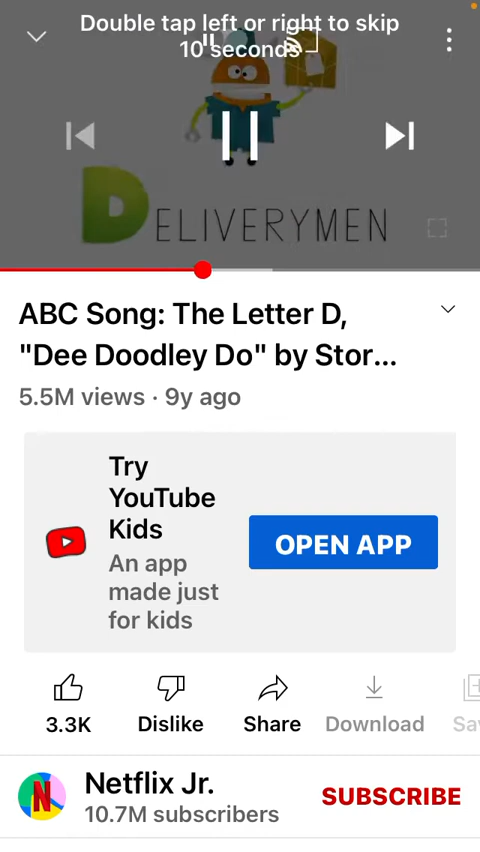 Double tap left or right to skip
10 seconds
DELIVERYMEN
ABC Song: The Letter D,
"Dee Doodley Do" by Stor...
5.5M views · 9y ago
Try
YouTube
Kids
An app
made just
for kids
OPEN APP
3.3K
Dislike
Share
Download
Sa
N
Netflix Jr.
10.7M subscribers
SUBSCRIBE